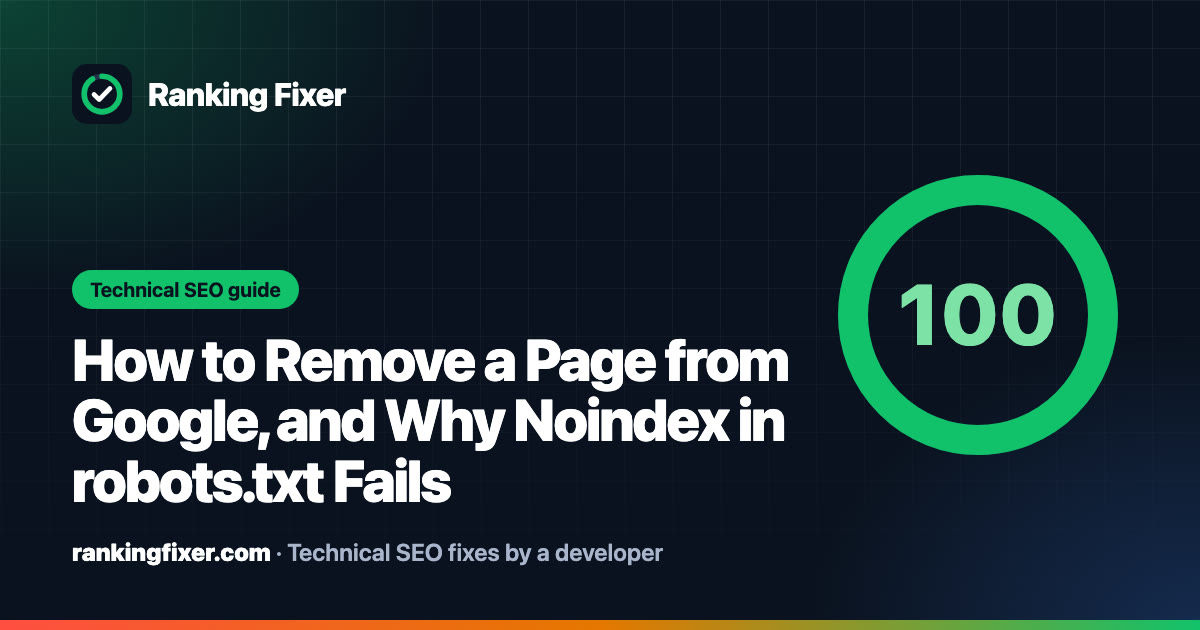 Ranking Fixer
Technical SEO guide
How to Remove a Page from
Google, and Why Noindex in
robots.txt Fails
rankingfixer.com · Technical SEO fixes by a developer
100